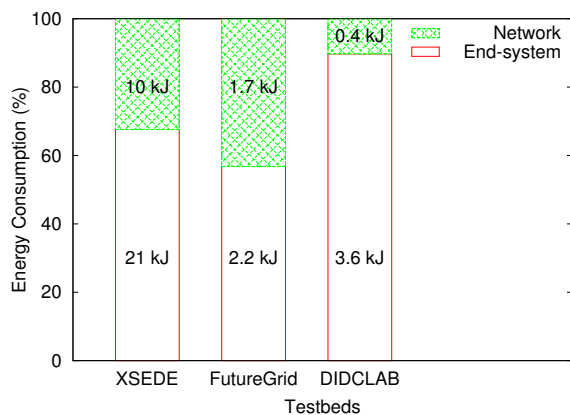 100
80
60
40
20
0
Energy Consumption (%)
10 kJ
21 kJ
1.7 kJ
2.2 kJ
0.4 kJ
3.6 kJ
Network
End-system
XSEDE FutureGrid DIDCLAB
Testbeds